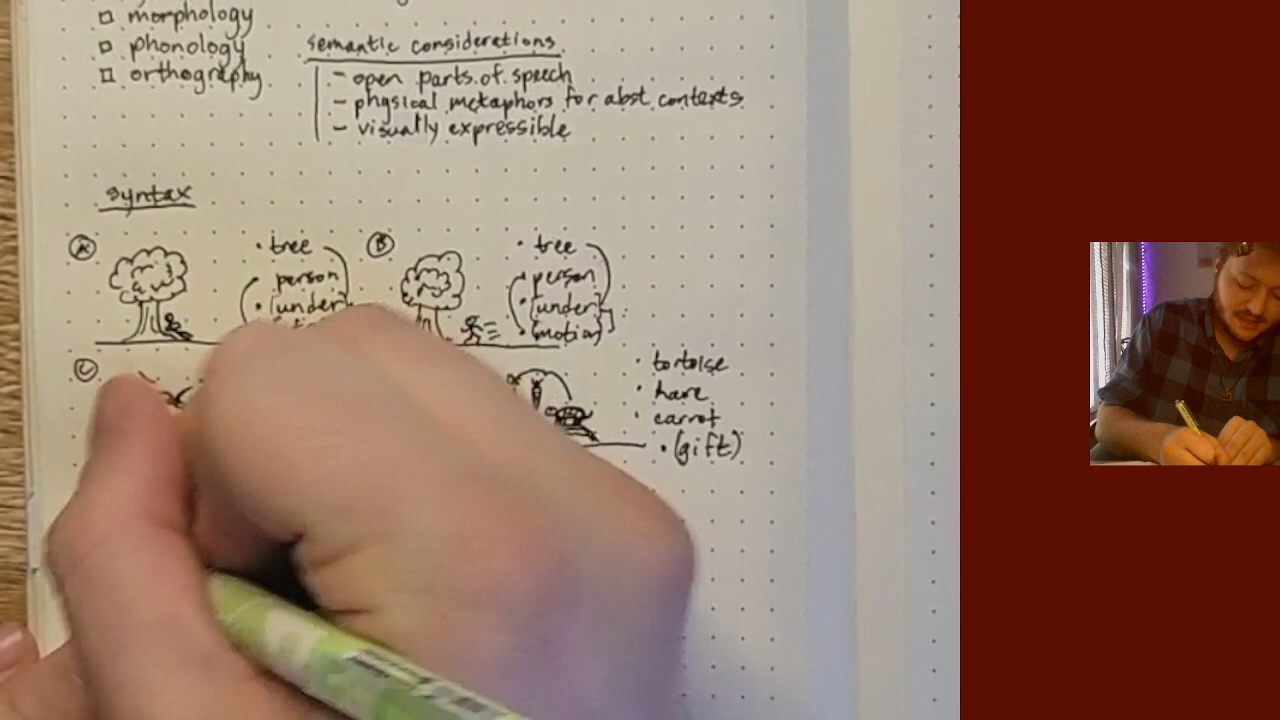 morphology
phonology
orthography
semantic considerations
- open parts of speech
- physical metaphors for abst contexts
- visually expressible
syntax
A
• tree
person
• [under]
B
• tree
• person
• [under]
• (motion)
C
• tortoise
• hare
• carrot
• (gift)